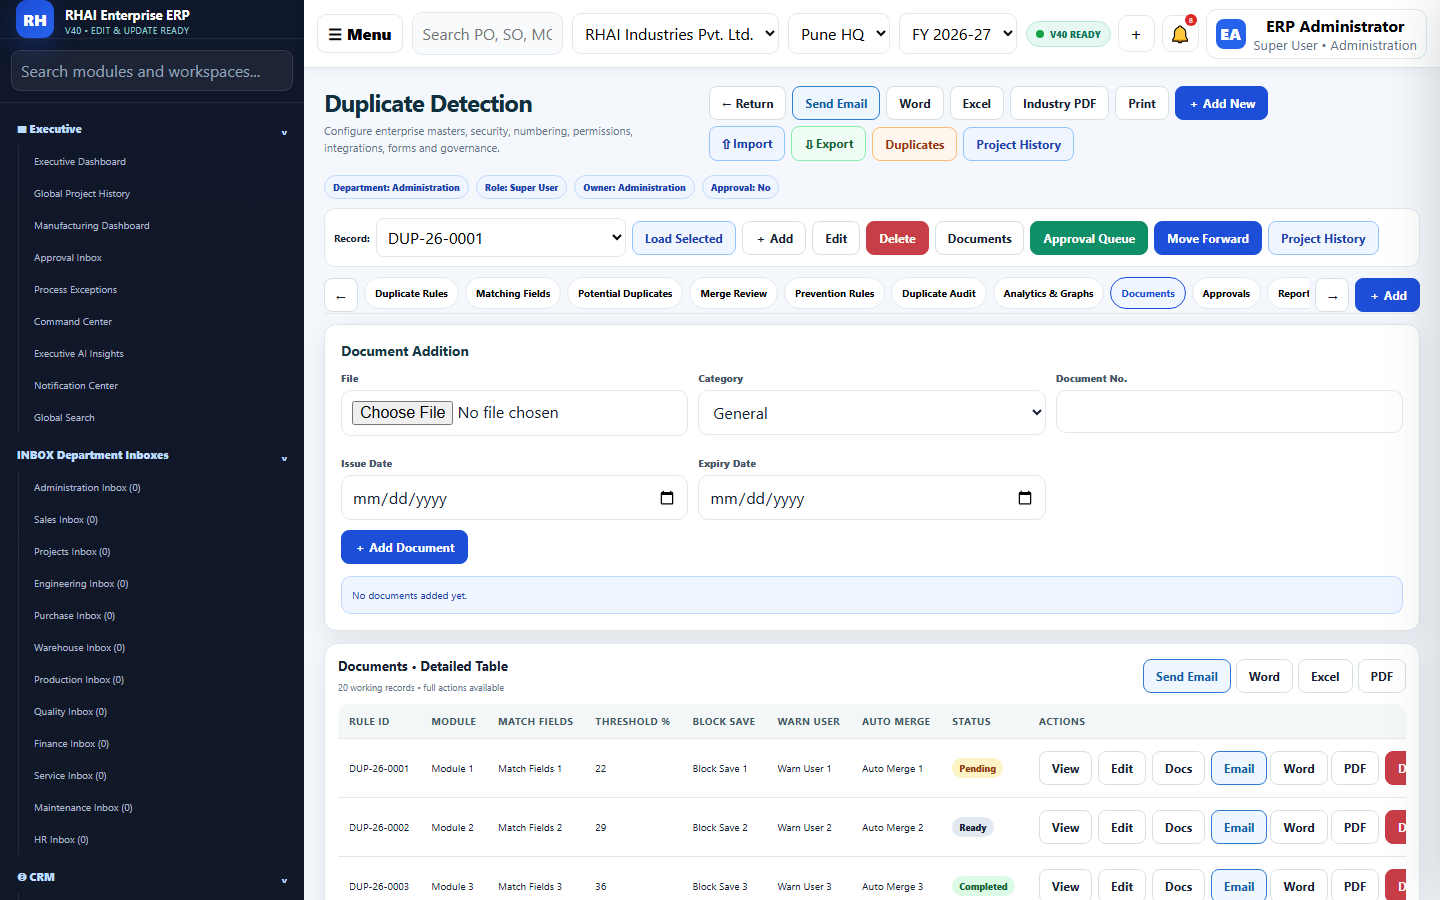 RH RHAI Enterprise ERP
V40 • EDIT & UPDATE READY
Search modules and workspaces...
Executive
Executive Dashboard
Global Project History
Manufacturing Dashboard
Approval Inbox
Process Exceptions
Command Center
Executive AI Insights
Notification Center
Global Search
INBOX Department Inboxes
Administration Inbox (0)
Sales Inbox (0)
Projects Inbox (0)
Engineering Inbox (0)
Purchase Inbox (0)
Warehouse Inbox (0)
Production Inbox (0)
Quality Inbox (0)
Finance Inbox (0)
Service Inbox (0)
Maintenance Inbox (0)
HR Inbox (0)
CRM
☰ Menu
Search PO, SO, MC
RHAI Industries Pvt. Ltd.
Pune HQ
FY 2026-27
V40 READY
+
8
EA ERP Administrator
Super User • Administration
Duplicate Detection
Configure enterprise masters, security, numbering, permissions,
integrations, forms and governance.
← Return Send Email Word Excel Industry PDF Print + Add New
⇧ Import ⇩ Export Duplicates Project History
Department: Administration Role: Super User Owner: Administration Approval: No
Record: DUP-26-0001 Load Selected + Add Edit Delete Documents Approval Queue Move Forward Project History
← Duplicate Rules Matching Fields Potential Duplicates Merge Review Prevention Rules Duplicate Audit Analytics & Graphs Documents Approvals Report → + Add
Document Addition
File Category Document No.
Choose File No file chosen General
Issue Date Expiry Date
mm/dd/yyyy mm/dd/yyyy
+ Add Document
No documents added yet.
Documents • Detailed Table
20 working records • full actions available
Send Email Word Excel PDF
RULE ID MODULE MATCH FIELDS THRESHOLD % BLOCK SAVE WARN USER AUTO MERGE STATUS ACTIONS
DUP-26-0001 Module 1 Match Fields 1 22 Block Save 1 Warn User 1 Auto Merge 1 Pending View Edit Docs Email Word PDF D
DUP-26-0002 Module 2 Match Fields 2 29 Block Save 2 Warn User 2 Auto Merge 2 Ready View Edit Docs Email Word PDF D
DUP-26-0003 Module 3 Match Fields 3 36 Block Save 3 Warn User 3 Auto Merge 3 Completed View Edit Docs Email Word PDF D